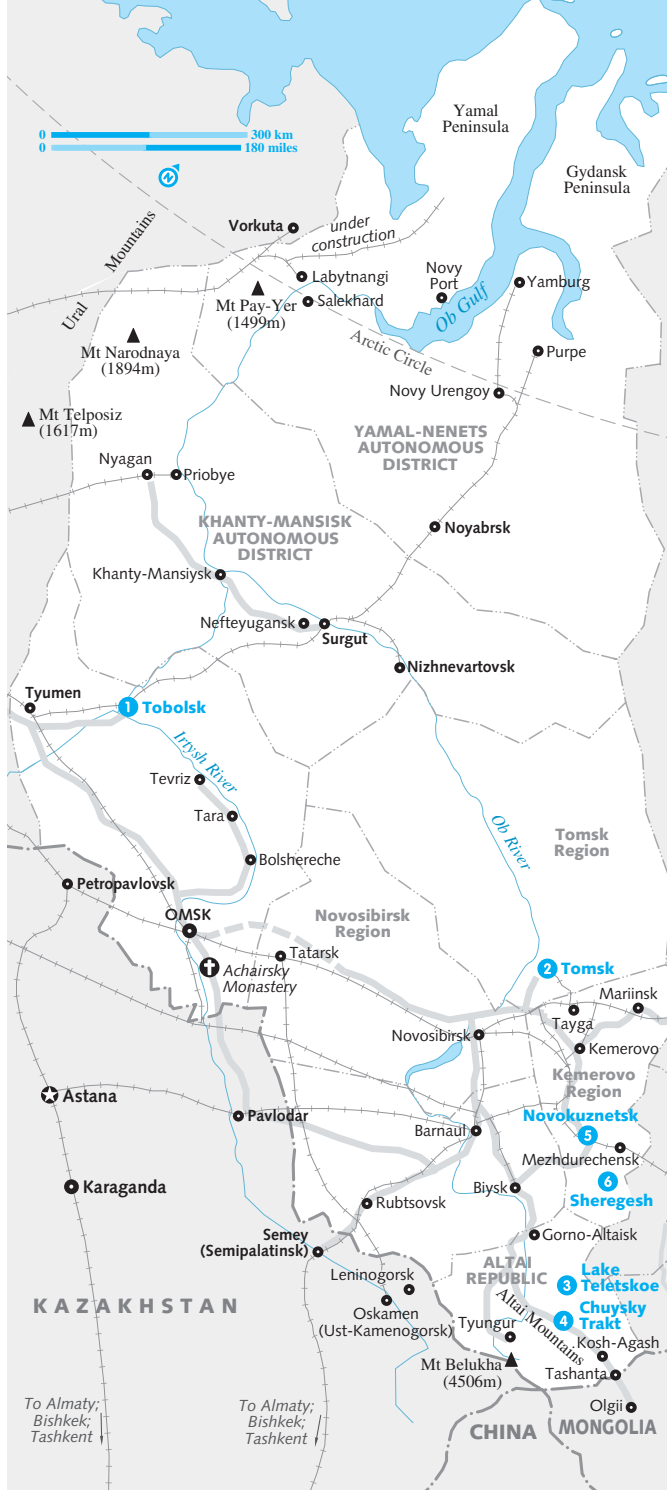 Yamal
Peninsula
0 300 km
0 180 miles
N
Gydansk
Peninsula
Vorkuta
under
construction
Ural Mountains
Labytnangi
Novy
Port
Yamburg
Mt Pay-Yer
(1499m)
Salekhard
Ob Gulf
Mt Narodnaya
(1894m)
Arctic Circle
Purpe
Novy Urengoy
Mt Telposiz
(1617m)
YAMAL-NENETS
AUTONOMOUS
DISTRICT
Nyagan
Priobye
KHANTY-MANSISK
AUTONOMOUS
DISTRICT
Noyabrsk
Khanty-Mansiysk
Nefteyugansk
Surgut
Nizhnevartovsk
Tyumen
1 Tobolsk
Irtysh River
Tevriz
Tara
Ob River
Tomsk
Region
Bolshereche
Petropavlovsk
OMSK
Novosibirsk
Region
Tatarsk
Achairsky
Monastery
2 Tomsk
Mariinsk
Tayga
Novosibirsk
Kemerovo
Kemerovo
Region
Astana
Pavlodar
Novokuznetsk
5
Barnaul
Mezhdurechensk
Karaganda
Biysk
6
Sheregesh
Rubtsovsk
Gorno-Altaisk
Semey
(Semipalatinsk)
ALTAI
REPUBLIC
Lake
3 Teletskoe
Leninogorsk
KAZAKHSTAN
Oskamen
(Ust-Kamenogorsk)
Altai Mountains
4 Chuysky
Trakt
Tyungur
Kosh-Agash
Mt Belukha
(4506m)
Tashanta
Olgii
To Almaty;
Bishkek;
Tashkent
To Almaty;
Bishkek;
Tashkent
CHINA
MONGOLIA